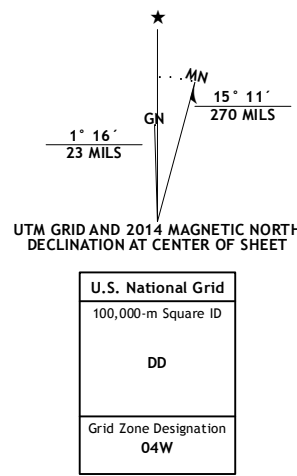 MN
GN
15° 11´
270 MILS
1° 16´
23 MILS
UTM GRID AND 2014 MAGNETIC NORTH
DECLINATION AT CENTER OF SHEET
U.S. National Grid
100,000-m Square ID
DD
Grid Zone Designation
04W